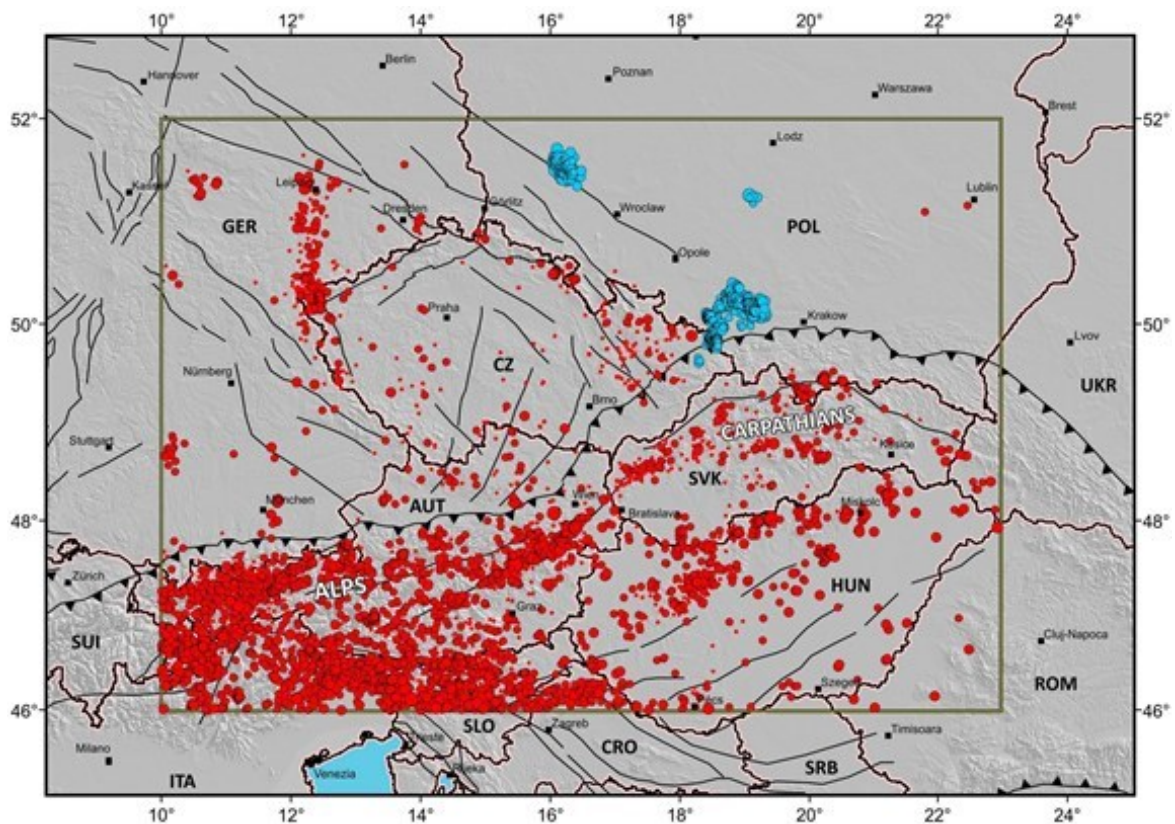 10° 12° 14° 16° 18° 20° 22° 24°
Berlin
Hannover
Poznan
Warszawa
Brest
52° 52°
Lodz
Kassel
Leipzig
Lublin
Dresden
Görlitz
Wroclaw
GER
POL
Opole
Praha
50° 50°
Krakow
Lvov
CZ
Nürnberg
UKR
Brno
Stuttgart
CARPATHIANS
Kosice
SVK
München
AUT
Wien
Bratislava
Miskolc
48° 48°
Zürich
ALPS
HUN
Graz
SUI
Cluj-Napoca
ROM
Szeged
46° 46°
Pécs
SLO
Zagreb
Timisoara
Trieste
CRO
Milano
Rijeka
SRB
Venezia
ITA
10° 12° 14° 16° 18° 20° 22° 24°